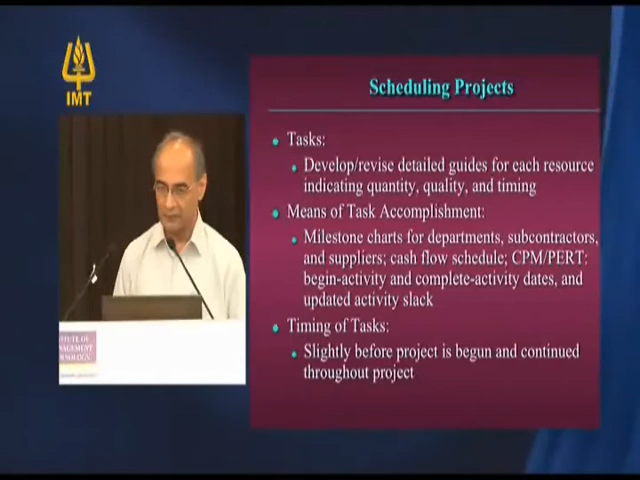 IMT
Scheduling Projects
Tasks:
Develop/revise detailed guides for each resource
indicating quantity, quality, and timing
Means of Task Accomplishment:
Milestone charts for departments, subcontractors,
and suppliers; cash flow schedule; CPM/PERT:
begin-activity and complete-activity dates, and
updated activity slack
Timing of Tasks:
Slightly before project is begun and continued
throughout project